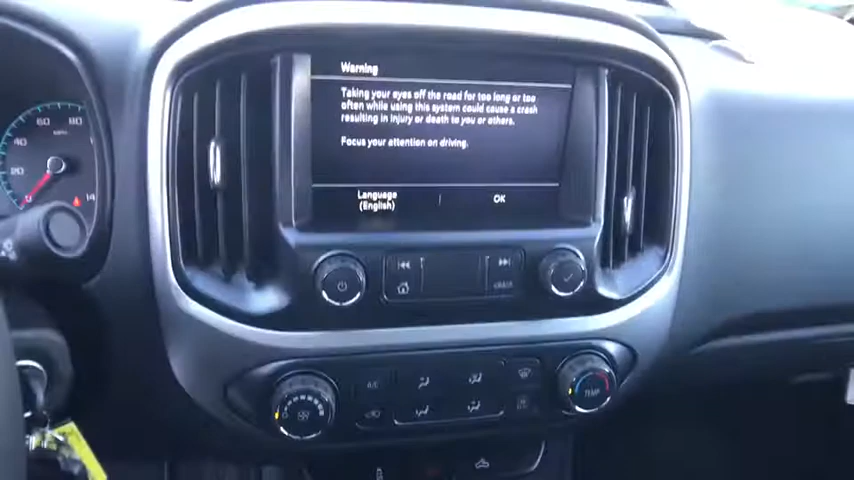 Warning
Taking your eyes off the road for too long or too
often while using this system could cause a crash
resulting in injury or death to you or others.
Focus your attention on driving.
Language
(English)
OK
60
80
40
20
14
A/C
TEMP